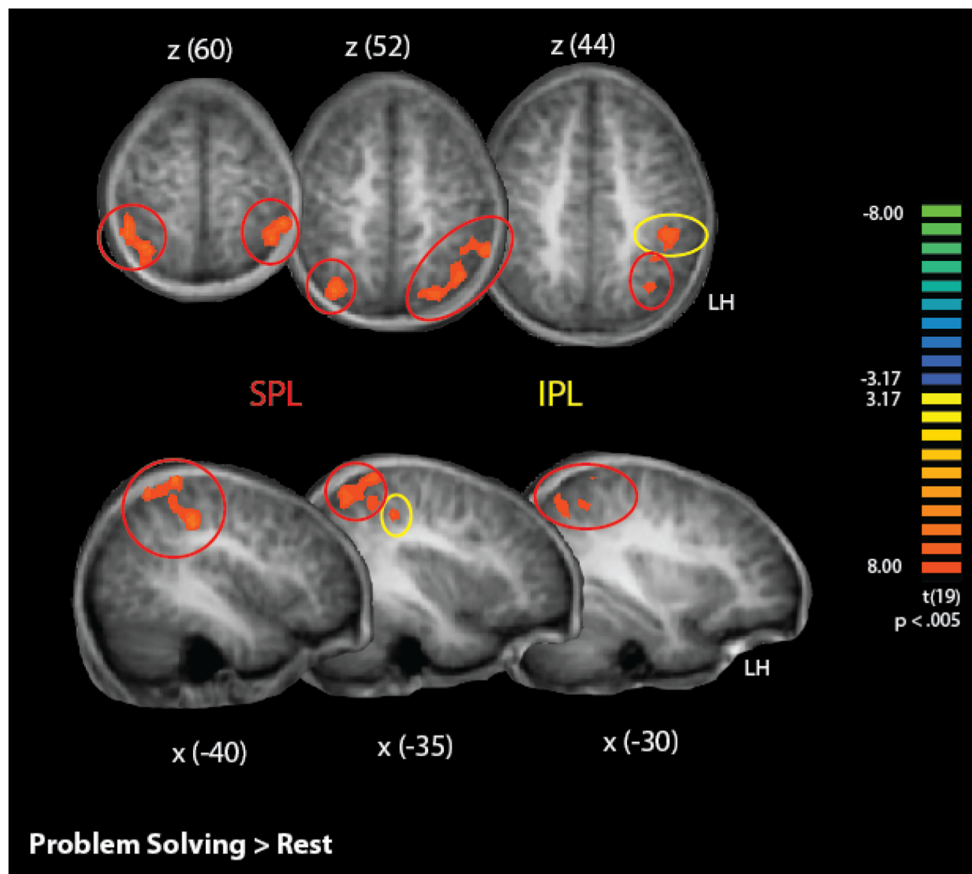 z (60)
z (52)
z (44)
-8.00
LH
-3.17
3.17
SPL
IPL
8.00
t(19)
p < .005
LH
x (-40)
x (-35)
x (-30)
Problem Solving > Rest